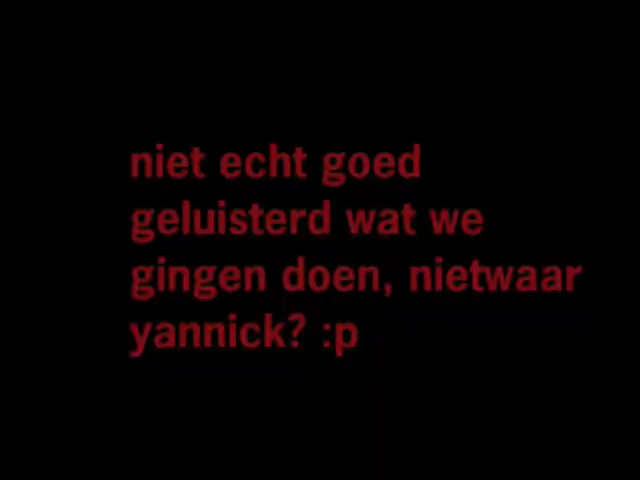 niet echt goed
geluisterd wat we
gingen doen, nietwaar
yannick? :p